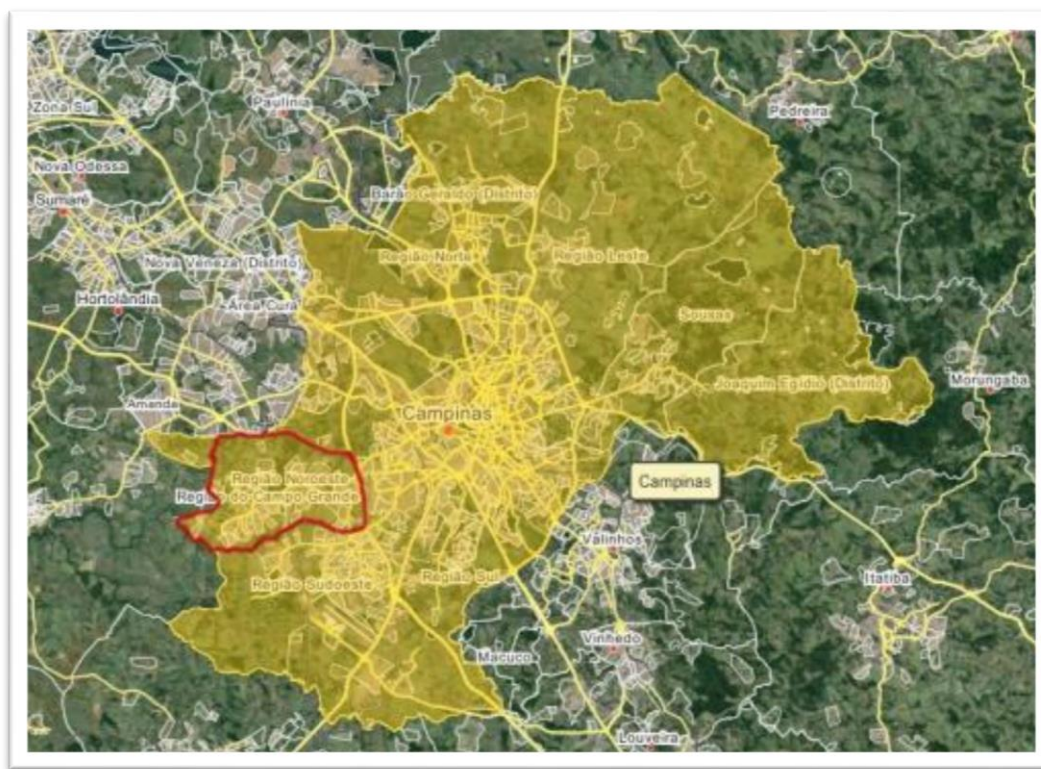 Zona Sul
Paulínia
Pedreira
Nova Odessa
Sumaré
Barão Geraldo (Distrito)
Nova Veneza (Distrito)
Região Norte
Região Leste
Hortolândia
Área Cura
Sousas
Joaquim Egídio (Distrito)
Morungaba
Amanda
Campinas
Região Noroeste
Região do Campo Grande
Campinas
Valinhos
Região Sudoeste
Região Sul
Itatiba
Vinhedo
Macuco
Louveira